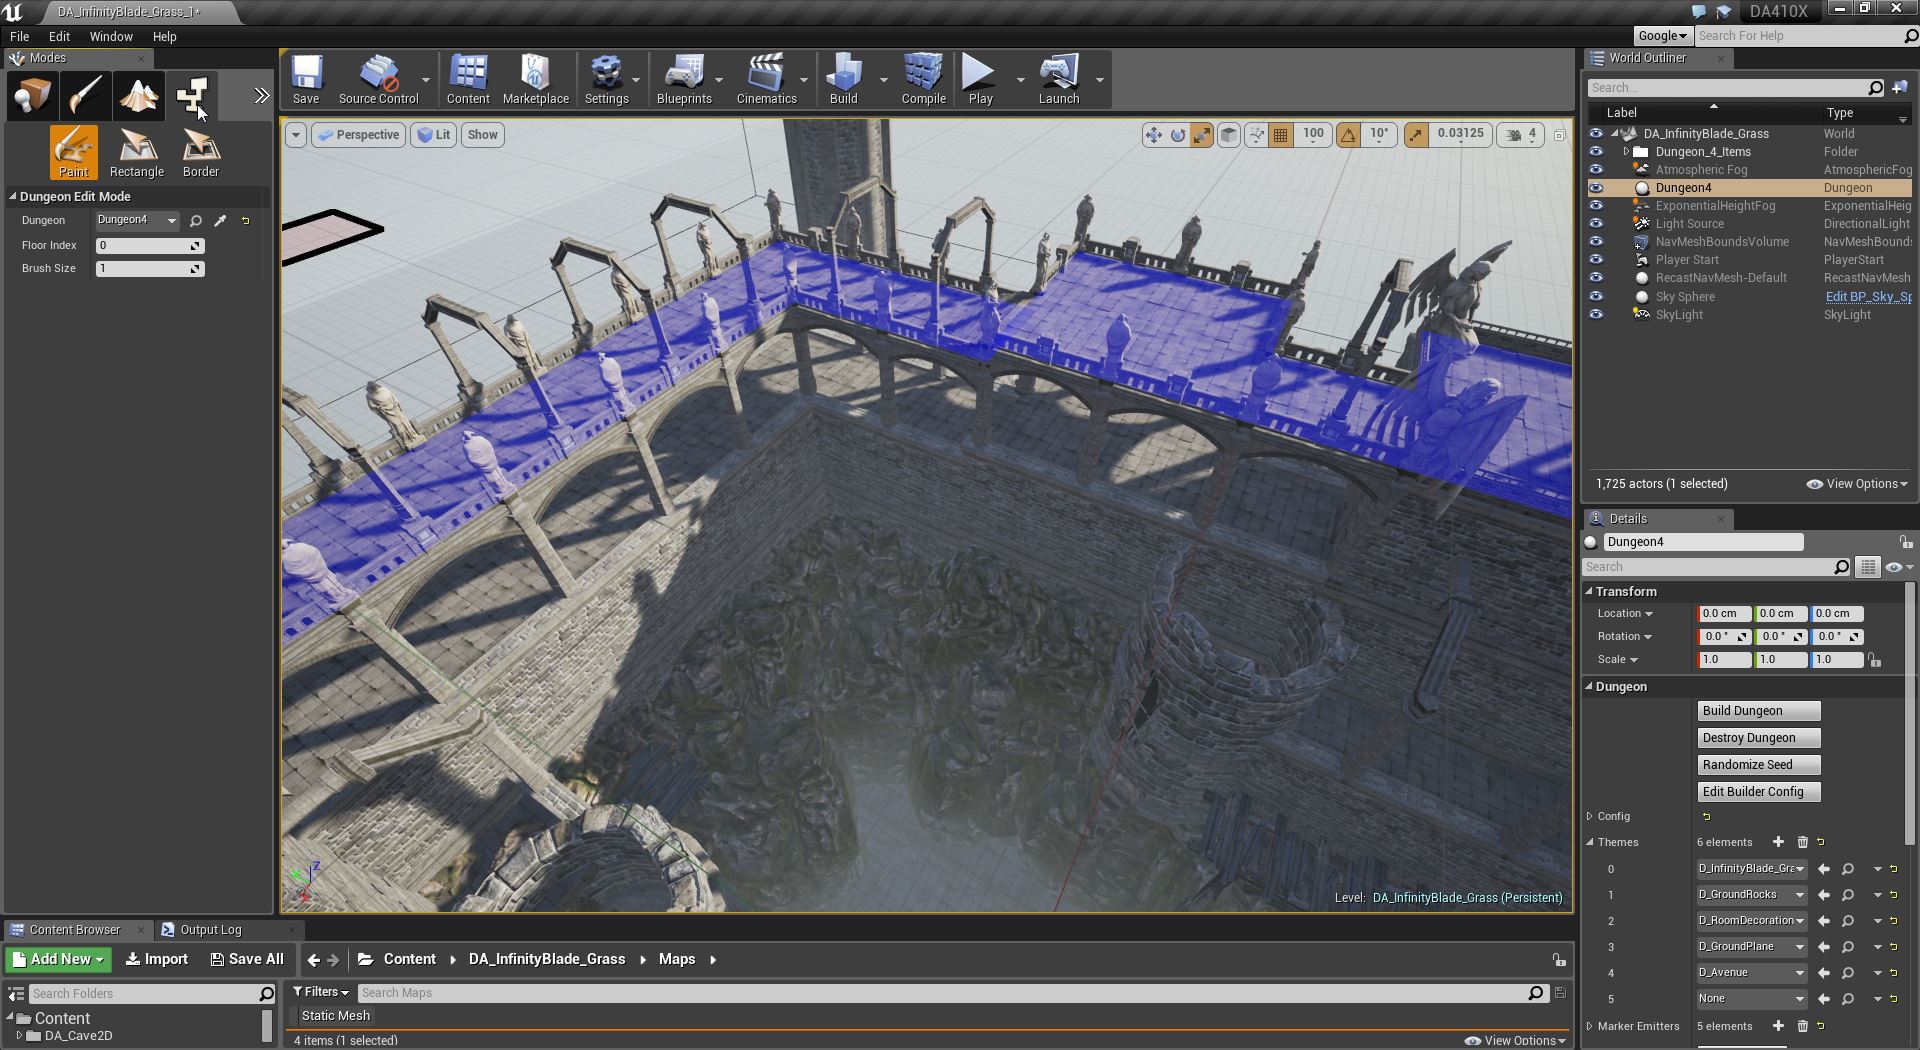 DA_InfinityBlade_Grass_1*
DA410X
File Edit Window Help
Google
Search For Help
Modes
Paint Rectangle Border
Dungeon Edit Mode
Dungeon Dungeon4
Floor Index 0
Brush Size 1
Save Source Control Content Marketplace Settings Blueprints Cinematics Build Compile Play Launch
Perspective Lit Show
100 10° 0.03125 4
Level: DA_InfinityBlade_Grass (Persistent)
World Outliner
Search...
Label Type
DA_InfinityBlade_Grass World
Dungeon_4_Items Folder
Atmospheric Fog AtmosphericFog
Dungeon4 Dungeon
ExponentialHeightFog ExponentialHeig
Light Source DirectionalLight
NavMeshBoundsVolume NavMeshBounds
Player Start PlayerStart
RecastNavMesh-Default RecastNavMesh
Sky Sphere Edit BP_Sky_Sp
SkyLight SkyLight
1,725 actors (1 selected) View Options
Details
Dungeon4
Search
Transform
Location 0.0 cm 0.0 cm 0.0 cm
Rotation 0.0 ° 0.0 ° 0.0 °
Scale 1.0 1.0 1.0
Dungeon
Build Dungeon
Destroy Dungeon
Randomize Seed
Edit Builder Config
Config
Themes 6 elements
0 D_InfinityBlade_Gra
1 D_GroundRocks
2 D_RoomDecoration
3 D_GroundPlane
4 D_Avenue
5 None
Marker Emitters 5 elements
Content Browser Output Log
Add New Import Save All Content DA_InfinityBlade_Grass Maps
Search Folders
Content
DA_Cave2D
Filters Search Maps
Static Mesh
4 items (1 selected) View Options
Z